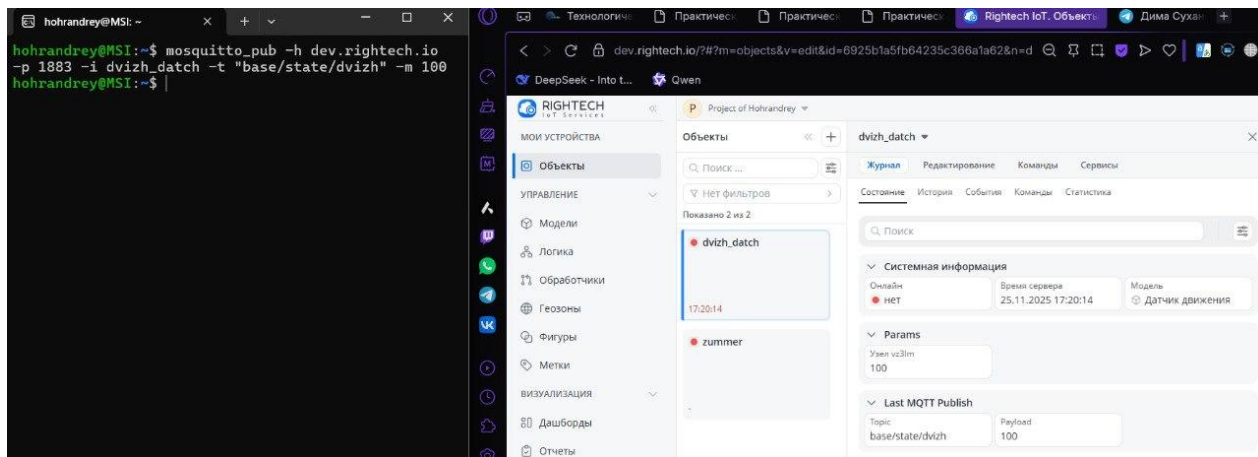 hohrandrey@MSI: ~
hohrandrey@MSI:~$ mosquitto_pub -h dev.rightech.io
-p 1883 -i dvizh_datch -t "base/state/dvizh" -m 100
hohrandrey@MSI:~$
Технологиче
Практическ
Практическ
Практическ
Rightech IoT. Объекты
Дима Сухан
dev.rightech.io/?#?m=objects&v=edit&id=6925b1a5fb64235c366a1a62&n=d
DeepSeek - Into t...
Qwen
RIGHTECH
IoT Services
МОИ УСТРОЙСТВА
Объекты
УПРАВЛЕНИЕ
Модели
Логика
Обработчики
Геозоны
Фигуры
Метки
ВИЗУАЛИЗАЦИЯ
Дашборды
Отчеты
P Project of Hohrandrey
Объекты
Поиск ...
Нет фильтров
Показано 2 из 2
dvizh_datch
17:20:14
zummer
-
dvizh_datch
Журнал Редактирование Команды Сервисы
Состояние История События Команды Статистика
Поиск
Системная информация
Онлайн Время сервера Модель
нет 25.11.2025 17:20:14 Датчик движения
Params
Узел vz3lm
100
Last MQTT Publish
Topic Payload
base/state/dvizh 100